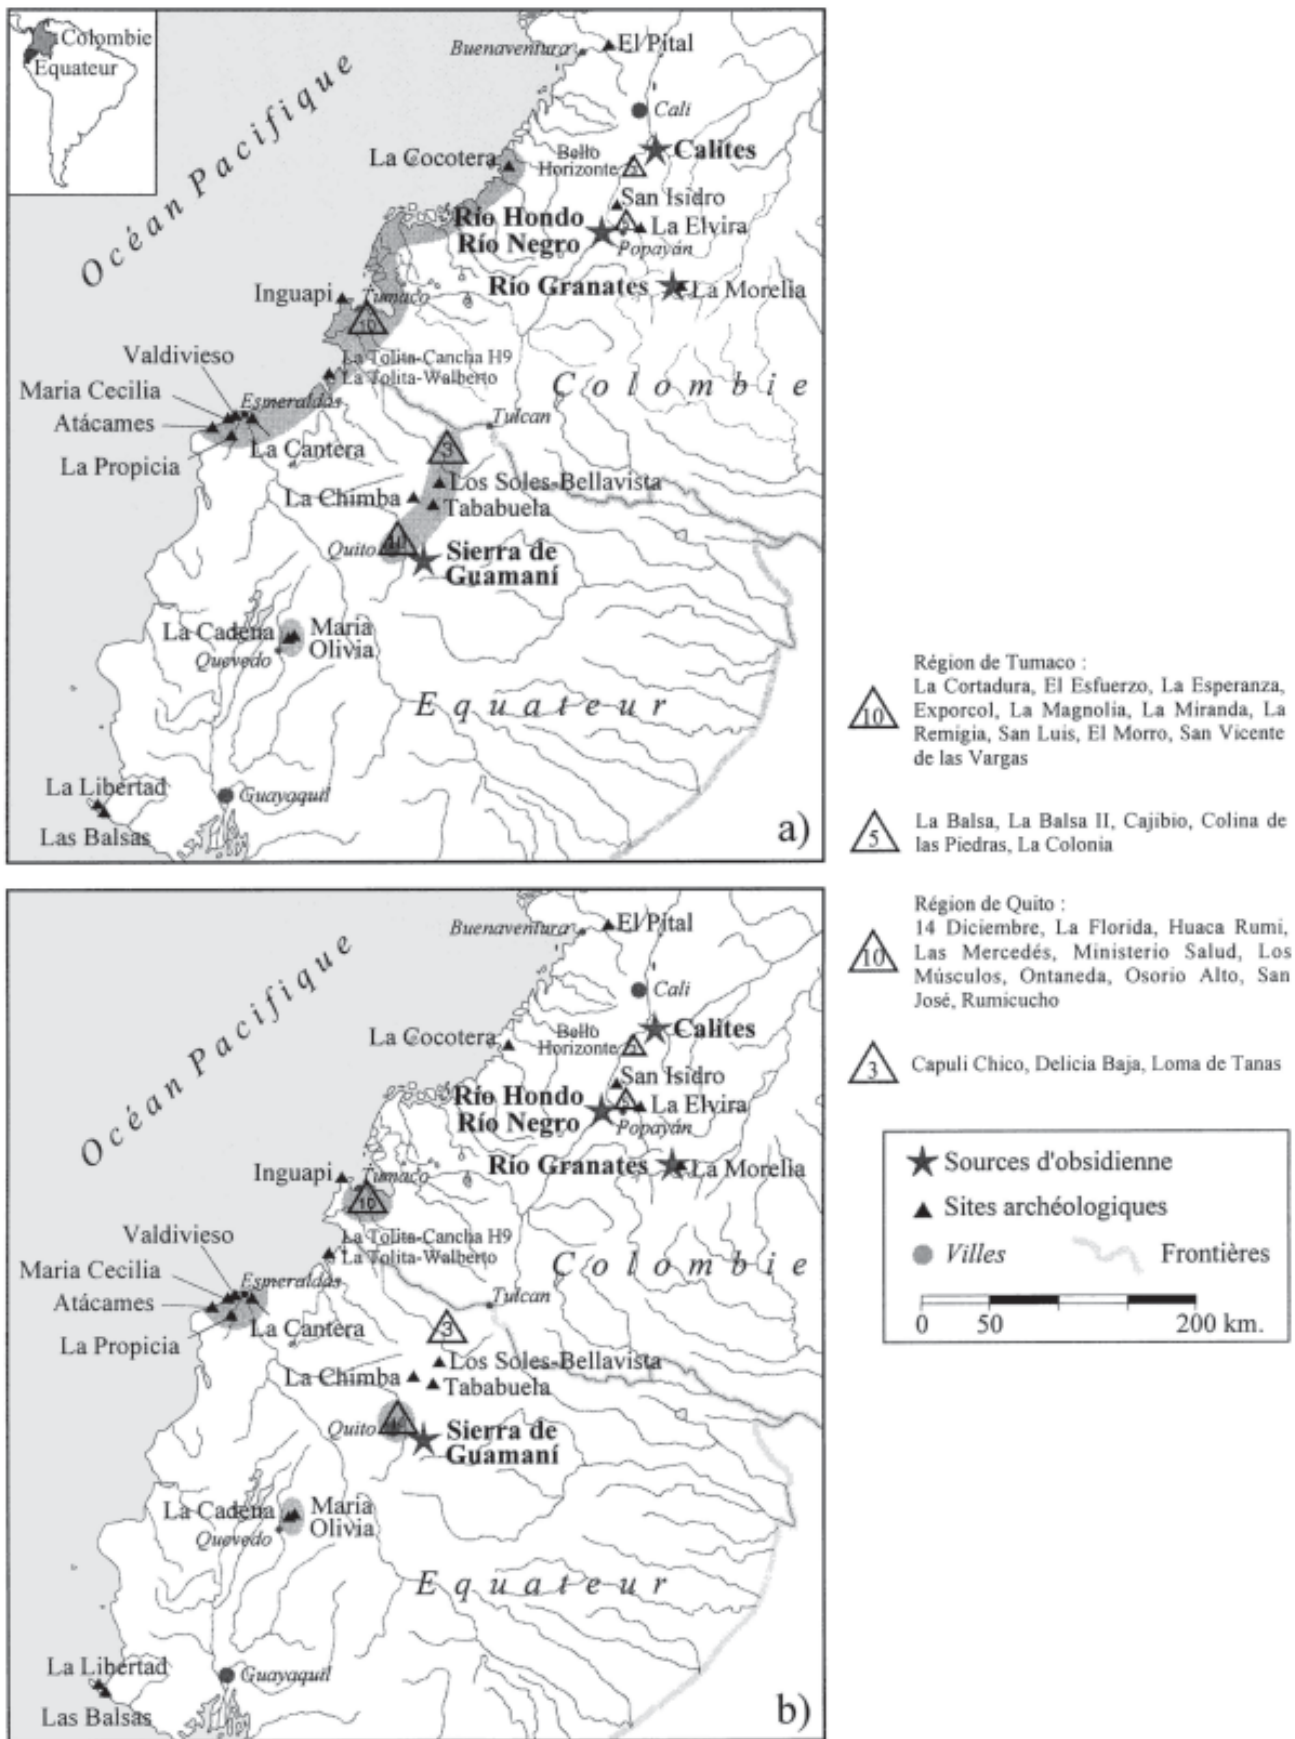 Colombie
Equateur
Océan Pacifique
Buenaventura
El Pital
Cali
Calites
La Cocotera
Bello
Horizonte
San Isidro
Río Hondo
Río Negro
La Elvira
Popayán
Río Granates
La Morelia
Inguapi
Tumaco
10
Valdivieso
La Tolita-Cancha H9
La Tolita-Walberto
Colombie
Maria Cecilia
Esmeraldas
Atácames
Tulcan
La Propicia
La Cantera
3
Los Soles-Bellavista
La Chimba
Tababuela
Quito
10
Sierra de
Guamaní
La Cadena
Maria
Olivia
Quevedo
Equateur
La Libertad
Guayaquil
Las Balsas
a)
Région de Tumaco :
10
La Cortadura, El Esfuerzo, La Esperanza,
Exporcol, La Magnolia, La Miranda, La
Remigia, San Luis, El Morro, San Vicente
de las Vargas
5
La Balsa, La Balsa II, Cajibio, Colina de
las Piedras, La Colonia
Région de Quito :
10
14 Diciembre, La Florida, Huaca Rumi,
Las Mercedés, Ministerio Salud, Los
Músculos, Ontaneda, Osorio Alto, San
José, Rumicucho
3
Capuli Chico, Delicia Baja, Loma de Tanas
Sources d'obsidienne
Sites archéologiques
Villes
Frontières
0 50 200 km.
Océan Pacifique
Buenaventura
El Pital
Cali
Calites
La Cocotera
Bello
Horizonte
San Isidro
Río Hondo
Río Negro
La Elvira
Popayán
Río Granates
La Morelia
Inguapi
Tumaco
10
Valdivieso
La Tolita-Cancha H9
La Tolita-Walberto
Colombie
Maria Cecilia
Esmeraldas
Atácames
Tulcan
La Propicia
La Cantera
3
Los Soles-Bellavista
La Chimba
Tababuela
Quito
Sierra de
Guamaní
La Cadena
Maria
Olivia
Quevedo
Equateur
La Libertad
Guayaquil
Las Balsas
b)